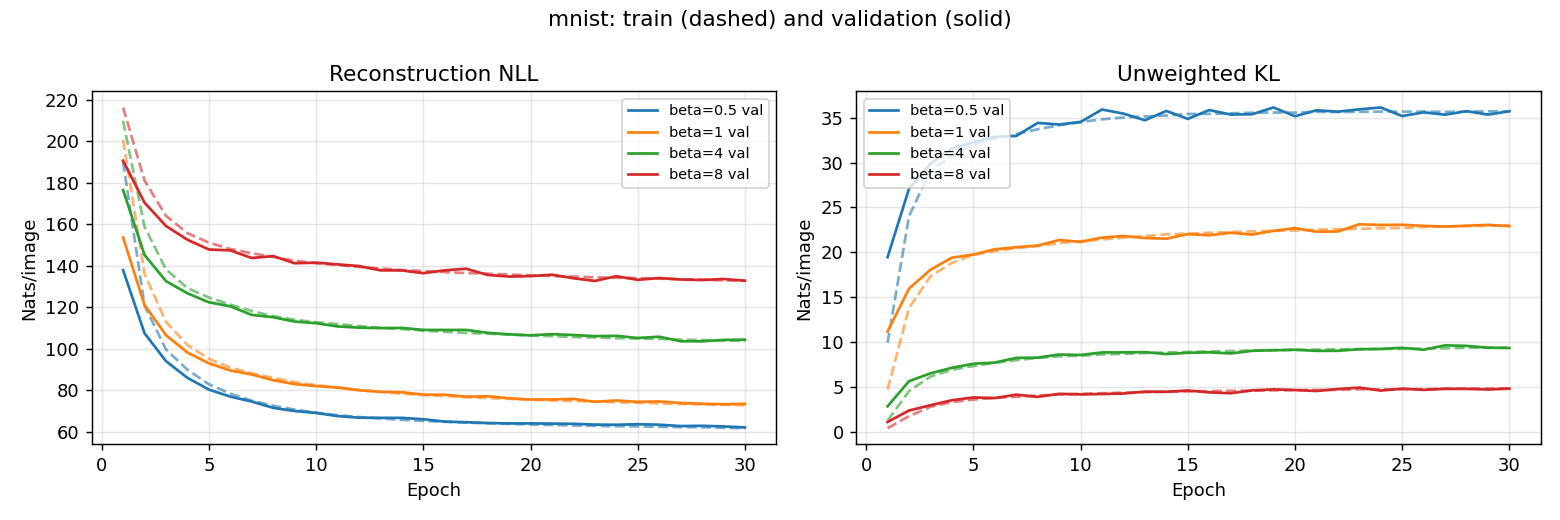 mnist: train (dashed) and validation (solid)
Reconstruction NLL
Nats/image
220
200
180
160
140
120
100
80
60
beta=0.5 val
beta=1 val
beta=4 val
beta=8 val
0 5 10 15 20 25 30
Epoch
Unweighted KL
Nats/image
35
30
25
20
15
10
5
0
beta=0.5 val
beta=1 val
beta=4 val
beta=8 val
0 5 10 15 20 25 30
Epoch